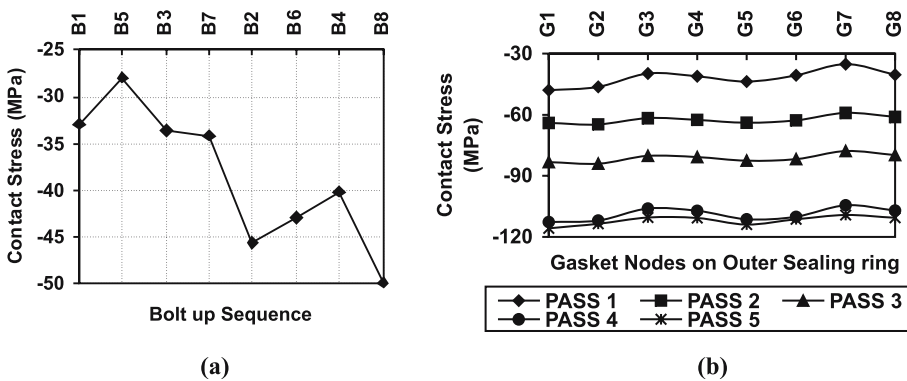 B1 B5 B3 B7 B2 B6 B4 B8
-25
-30
-35
-40
-45
-50
Contact Stress (MPa)
Bolt up Sequence
(a)
G1 G2 G3 G4 G5 G6 G7 G8
-30
-60
-90
-120
Contact Stress
(MPa)
Gasket Nodes on Outer Sealing ring
PASS 1 PASS 2 PASS 3
PASS 4 PASS 5
(b)